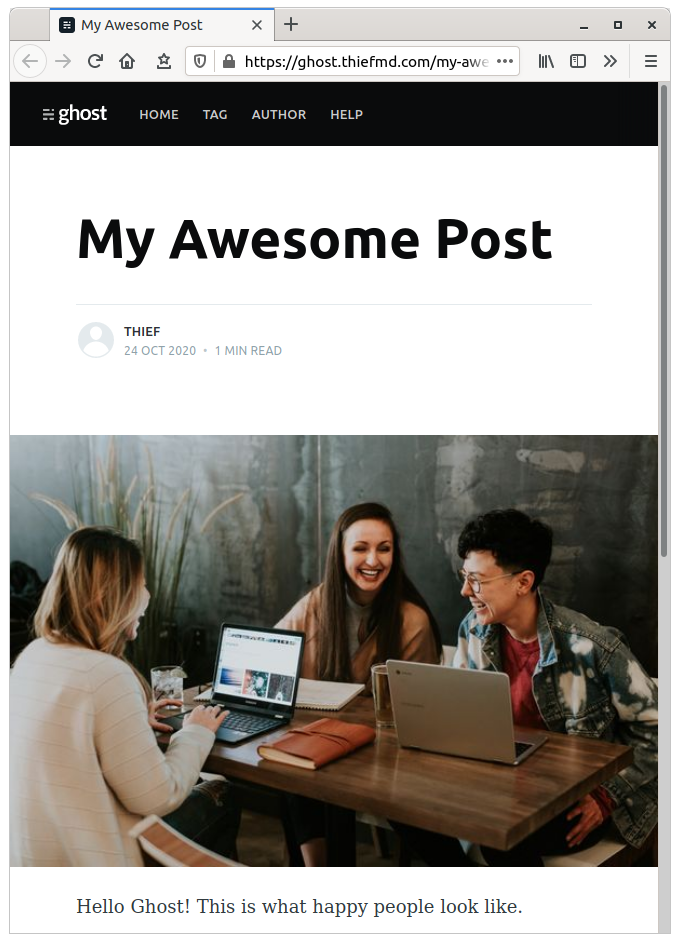 My Awesome Post
https://ghost.thiefmd.com/my-awe
ghost HOME TAG AUTHOR HELP
My Awesome Post
THIEF
24 OCT 2020 • 1 MIN READ
Hello Ghost! This is what happy people look like.